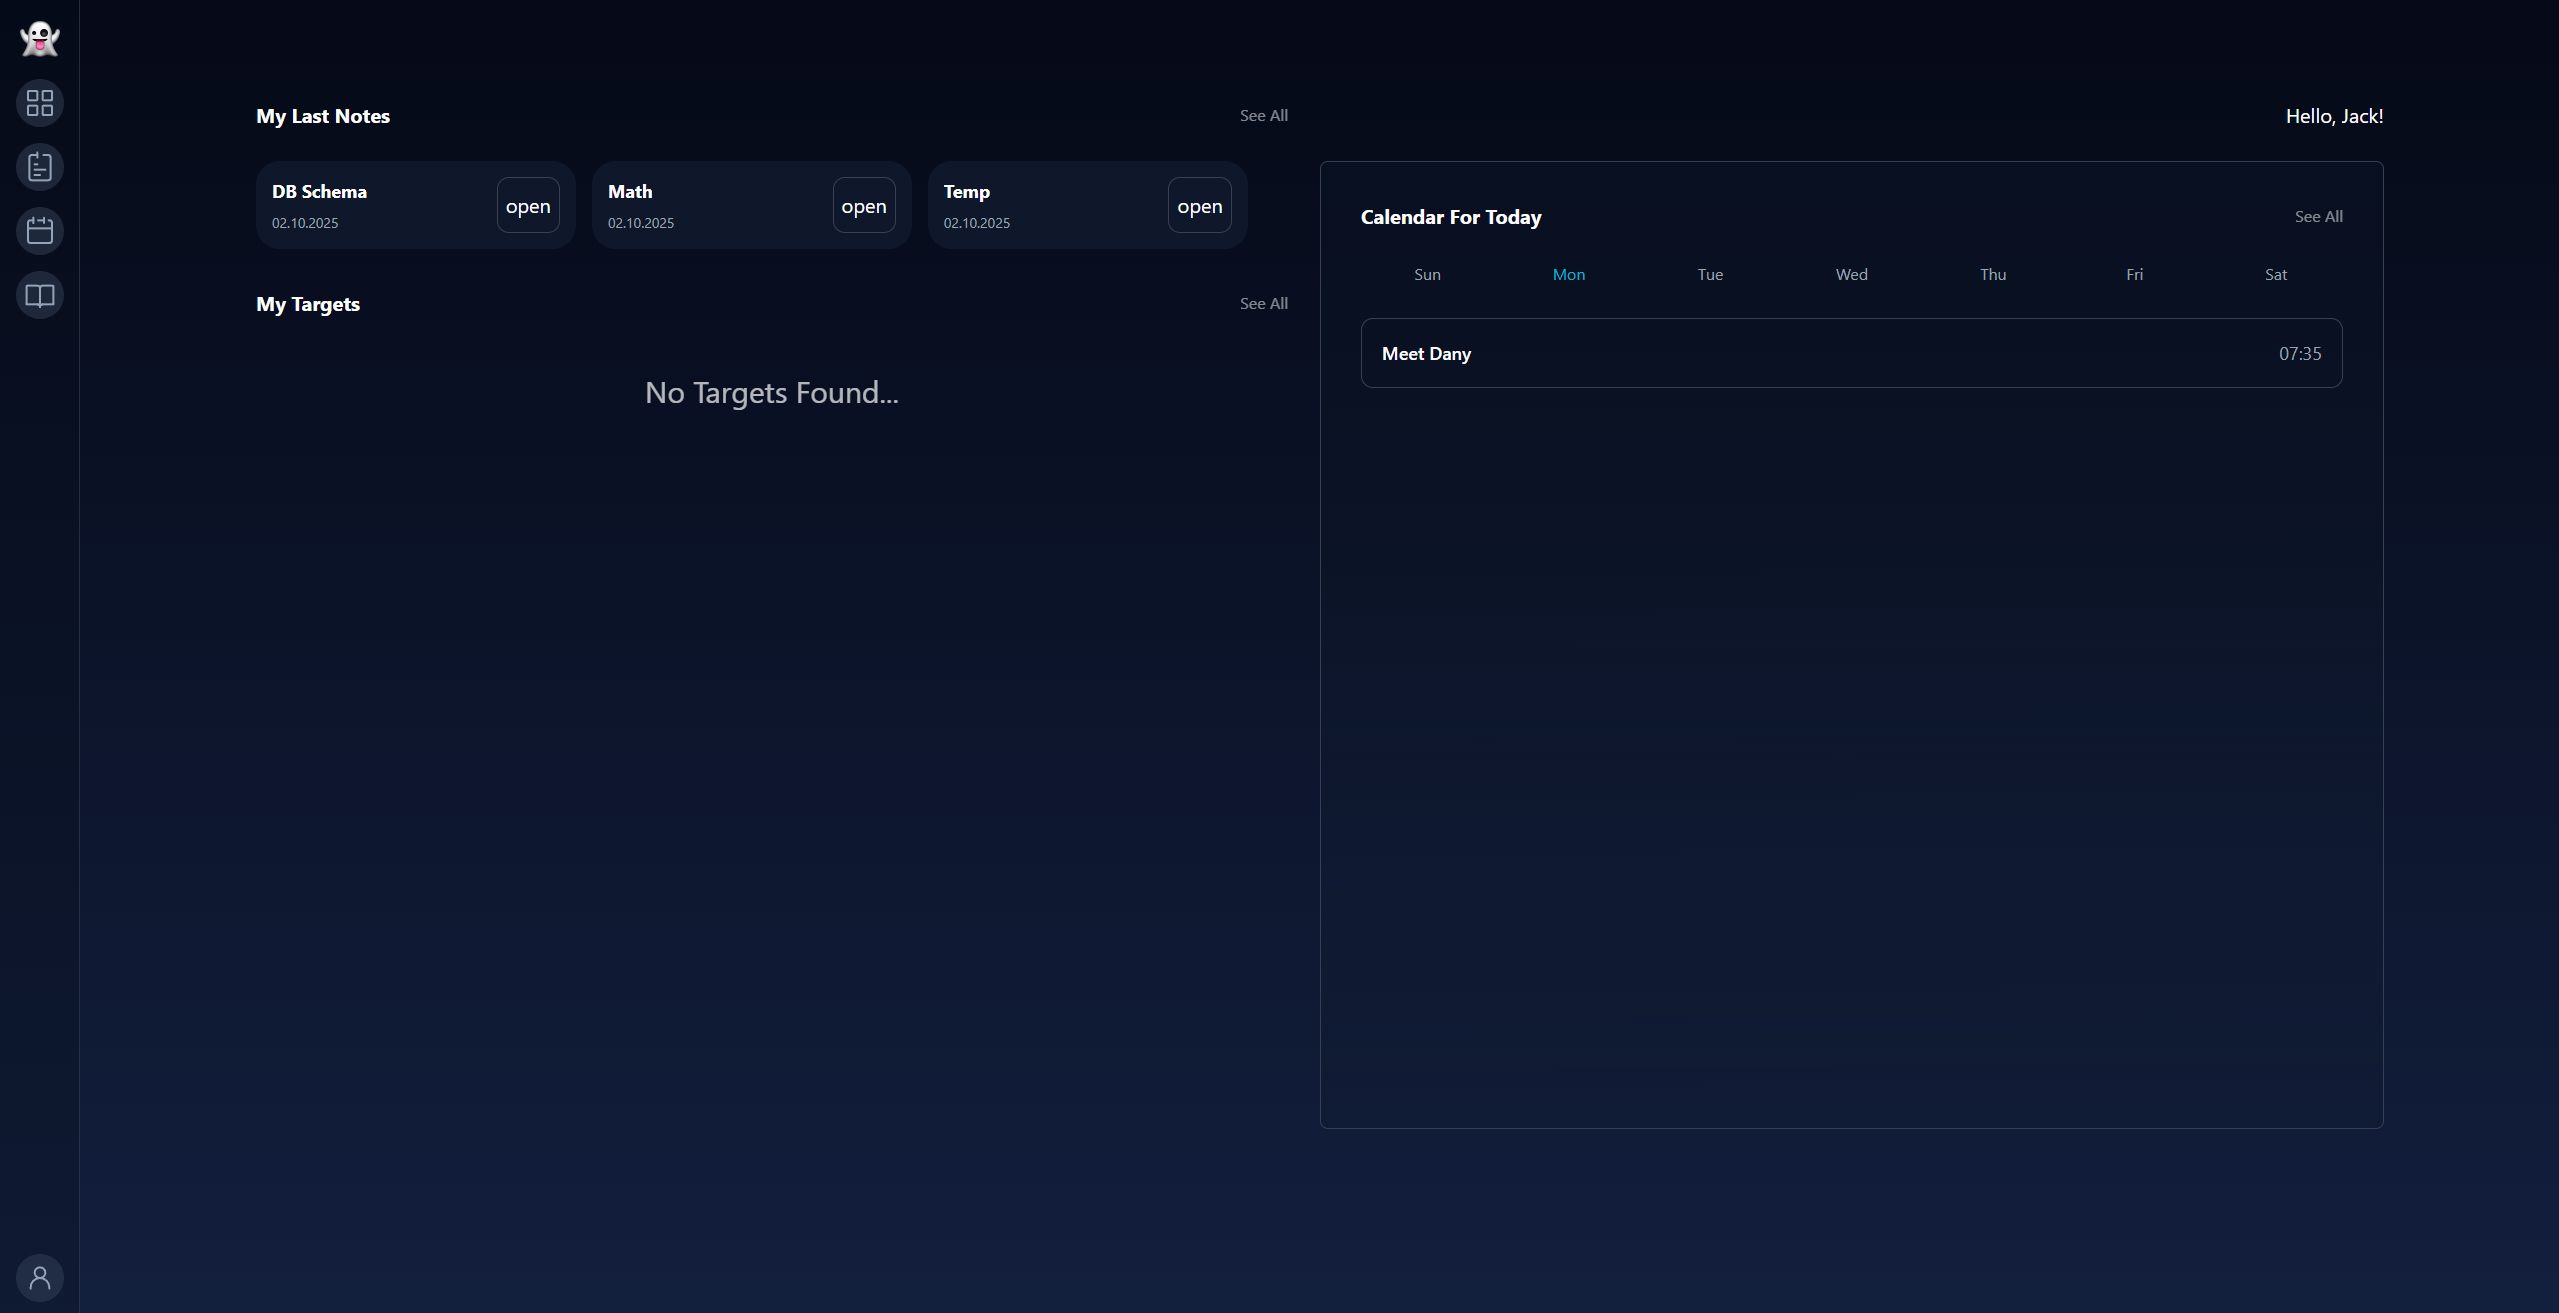 My Last Notes
See All
DB Schema
02.10.2025
open
Math
02.10.2025
open
Temp
02.10.2025
open
My Targets
See All
No Targets Found...
Hello, Jack!
Calendar For Today
See All
Sun Mon Tue Wed Thu Fri Sat
Meet Dany 07:35